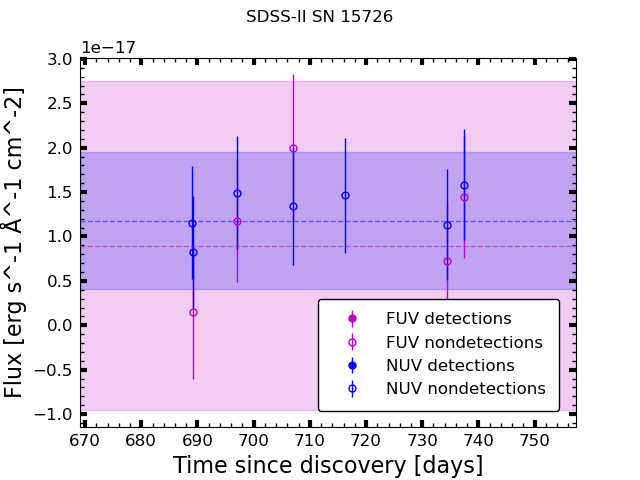 SDSS-II SN 15726
1e−17
3.0
2.5
2.0
1.5
1.0
0.5
0.0
−0.5
−1.0
Flux [erg s^-1 Å^-1 cm^-2]
FUV detections
FUV nondetections
NUV detections
NUV nondetections
670 680 690 700 710 720 730 740 750
Time since discovery [days]